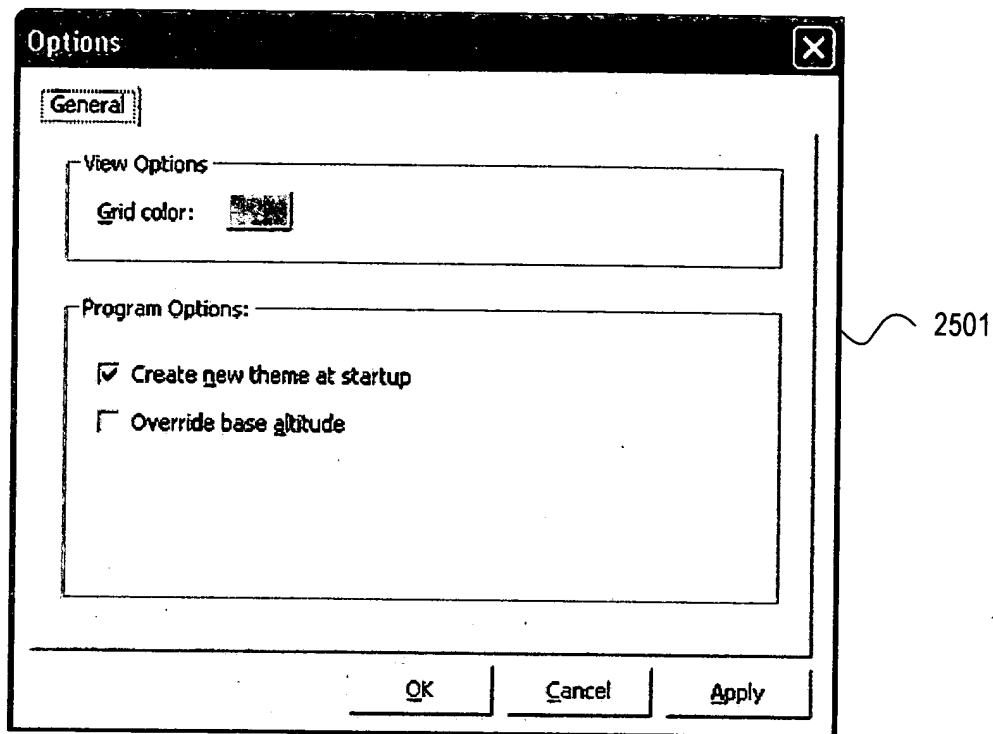 Options
General
View Options
Grid color:
Program Options:
Create new theme at startup
Override base altitude
2501
OK
Cancel
Apply